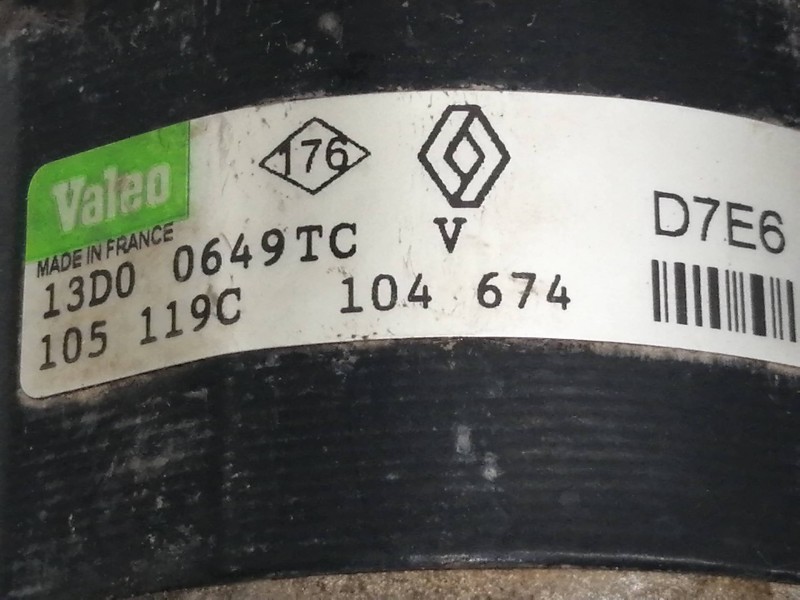 Valeo
176
V
D7E6
MADE IN FRANCE
13D0 0649TC
105 119C 104 674